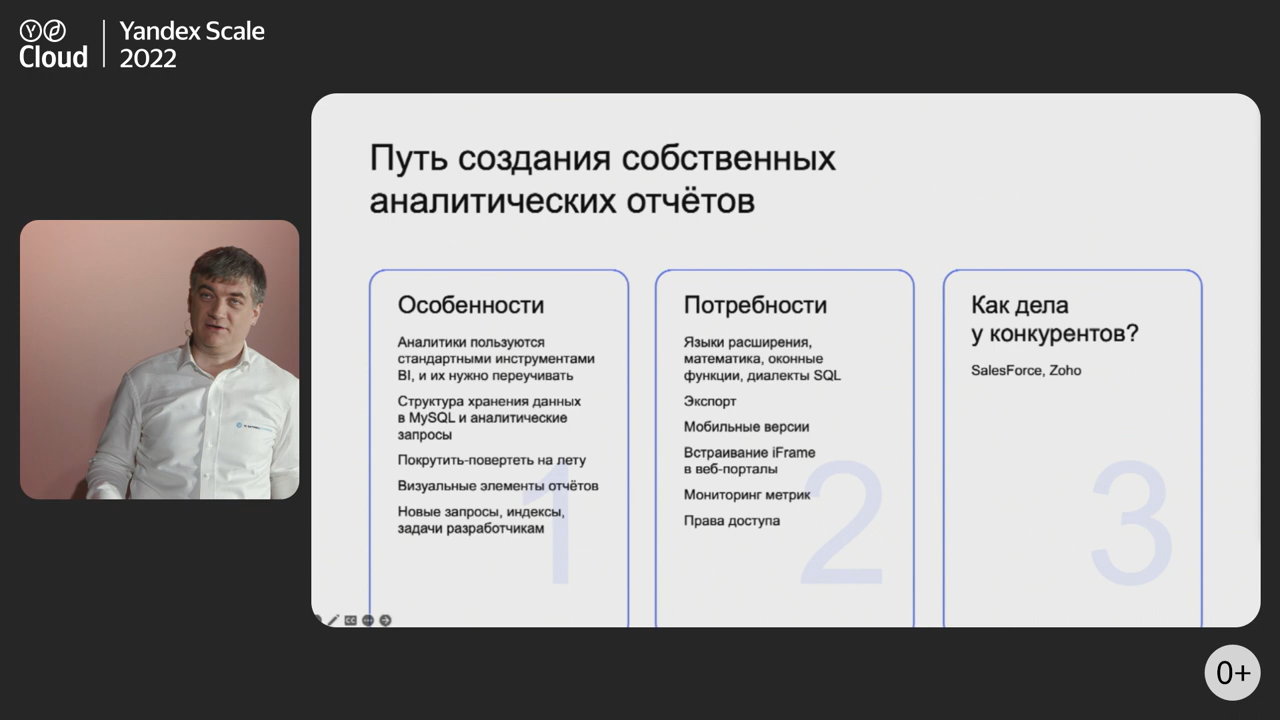 Cloud
Yandex Scale
2022
Путь создания собственных
аналитических отчётов
Особенности
Аналитики пользуются
стандартными инструментами
BI, и их нужно переучивать
Структура хранения данных
в MySQL и аналитические
запросы
Покрутить-повертеть на лету
Визуальные элементы отчётов
Новые запросы, индексы,
задачи разработчикам
1
Потребности
Языки расширения,
математика, оконные
функции, диалекты SQL
Экспорт
Мобильные версии
Встраивание iFrame
в веб-порталы
Мониторинг метрик
Права доступа
2
Как дела
у конкурентов?
SalesForce, Zoho
3
0+